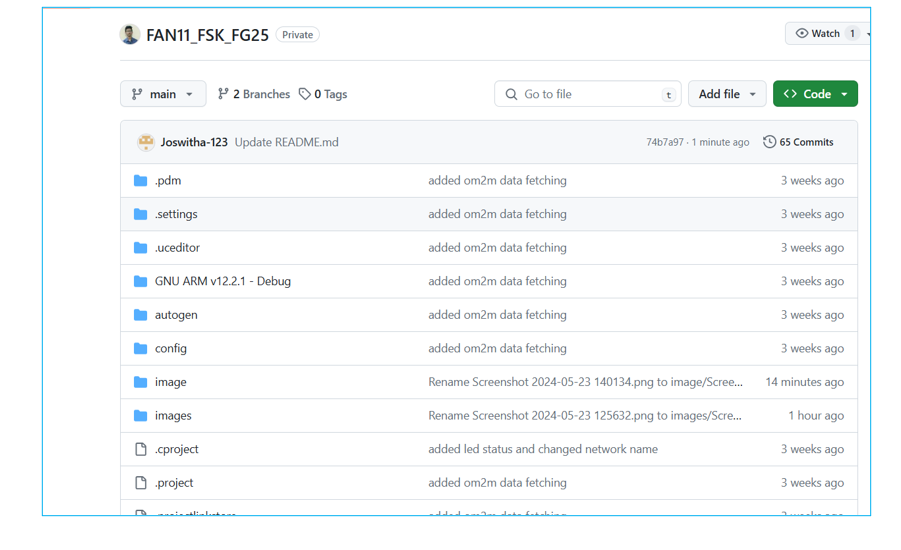 FAN11_FSK_FG25 Private Watch 1
main 2 Branches 0 Tags Go to file t Add file Code
Joswitha-123 Update README.md 74b7a97 · 1 minute ago 65 Commits
.pdm added om2m data fetching 3 weeks ago
.settings added om2m data fetching 3 weeks ago
.uceditor added om2m data fetching 3 weeks ago
GNU ARM v12.2.1 - Debug added om2m data fetching 3 weeks ago
autogen added om2m data fetching 3 weeks ago
config added om2m data fetching 3 weeks ago
image Rename Screenshot 2024-05-23 140134.png to image/Scree... 14 minutes ago
images Rename Screenshot 2024-05-23 125632.png to images/Scre... 1 hour ago
.cproject added led status and changed network name 3 weeks ago
.project added om2m data fetching 3 weeks ago